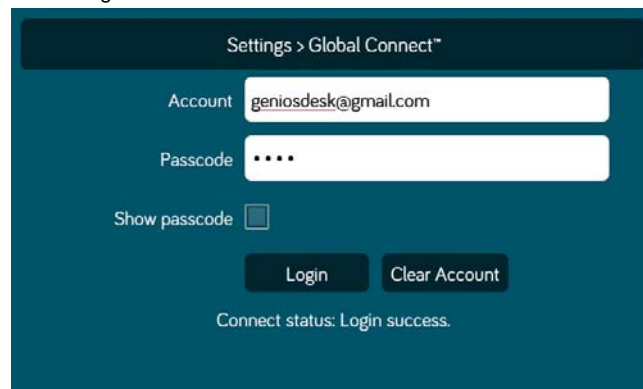 Settings > Global Connect™
Account geniosdesk@gmail.com
Passcode ••••
Show passcode
Login Clear Account
Connect status: Login success.